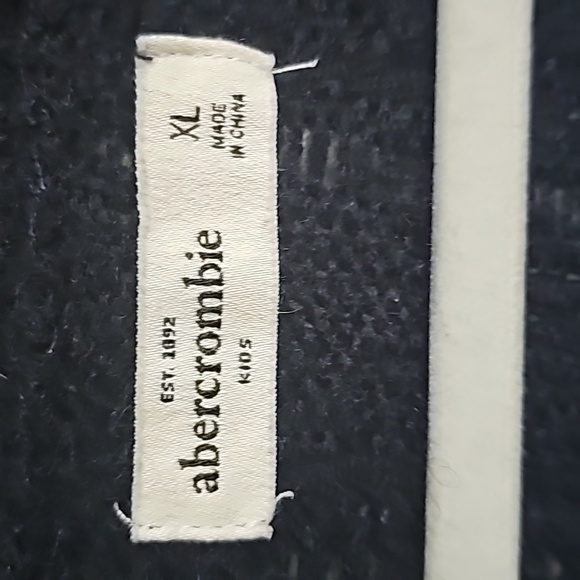 EST. 1892
abercrombie
KIDS
XL
MADE
IN CHINA